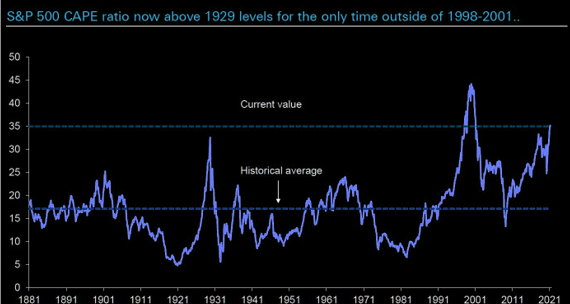 S&P 500 CAPE ratio now above 1929 levels for the only time outside of 1998-2001..
50
45
40
35
30
25
20
15
10
5
0
Current value
Historical average
1881 1891 1901 1911 1921 1931 1941 1951 1961 1971 1981 1991 2001 2011 2021